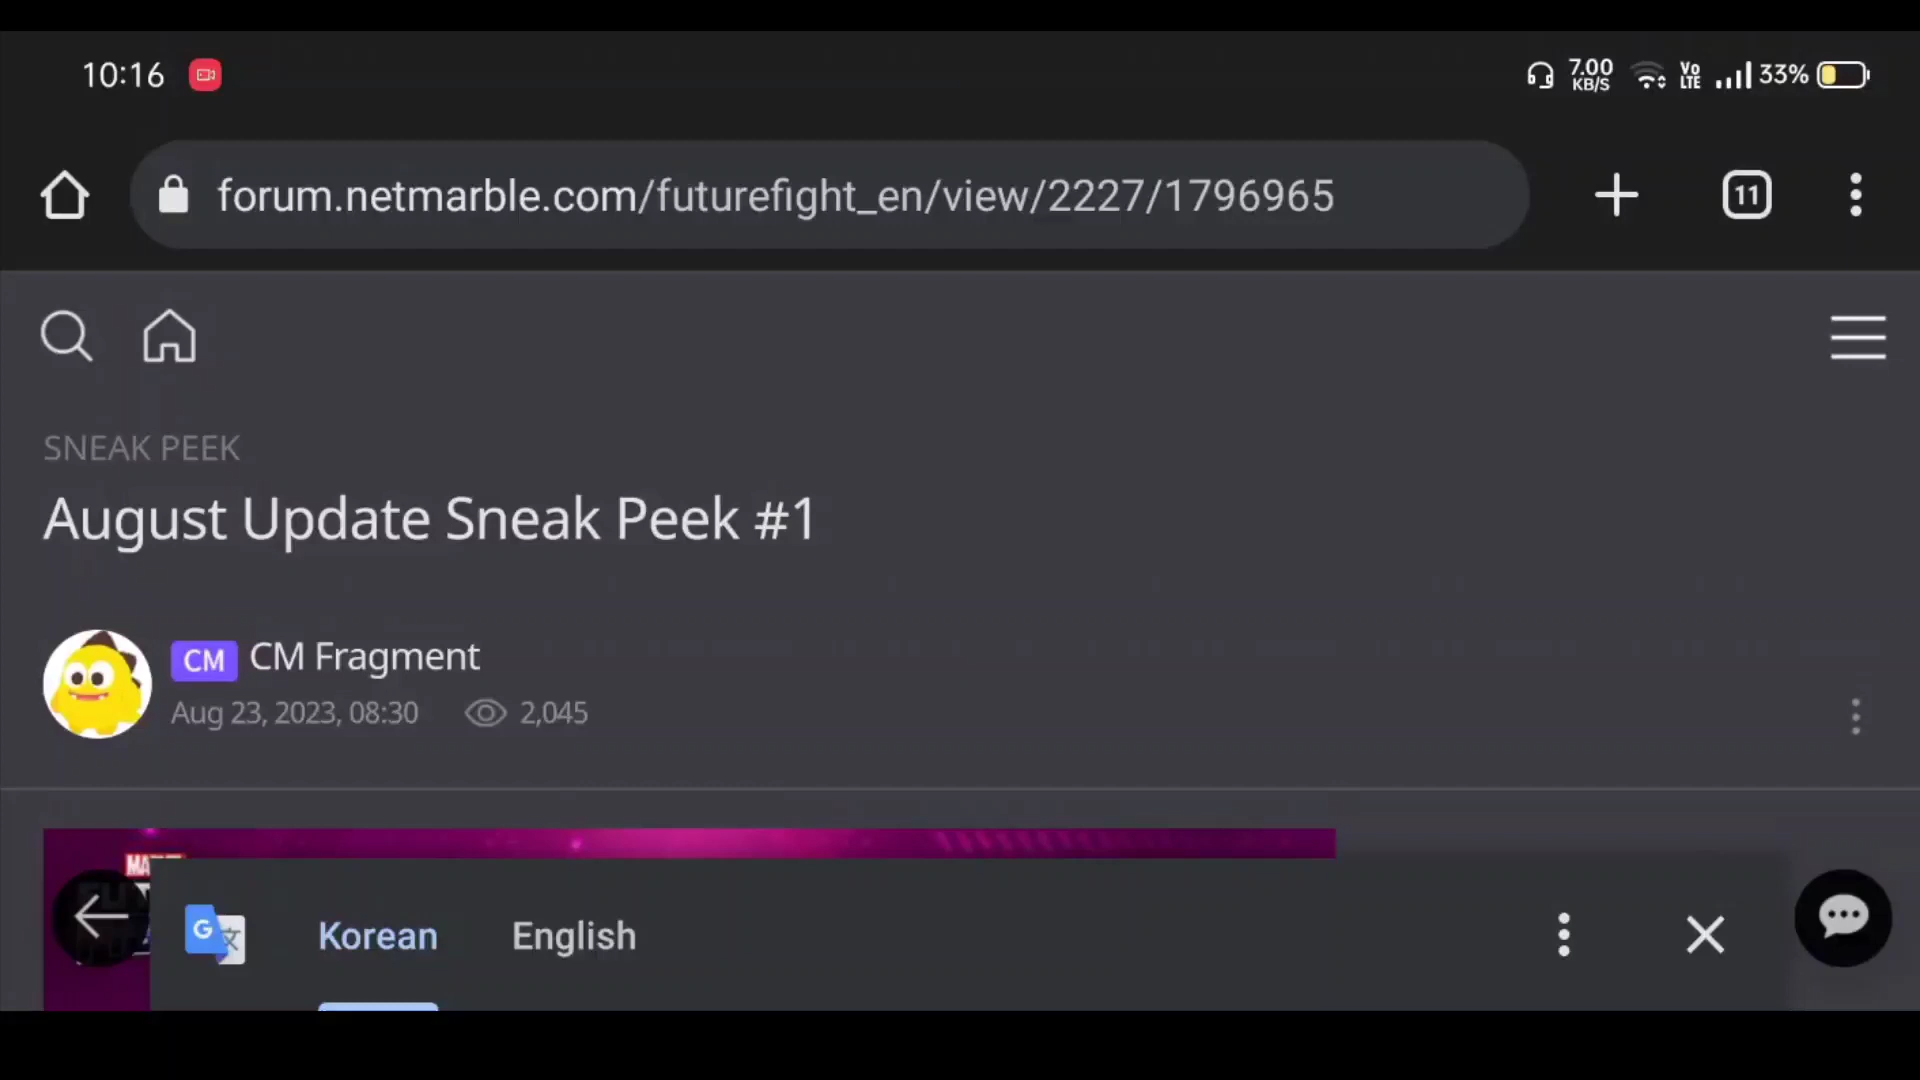 10:16
7.00 KB/S
Vo LTE
33%
forum.netmarble.com/futurefight_en/view/2227/1796965
11
SNEAK PEEK
August Update Sneak Peek #1
CM CM Fragment
Aug 23, 2023, 08:30 2,045
G 文 Korean English